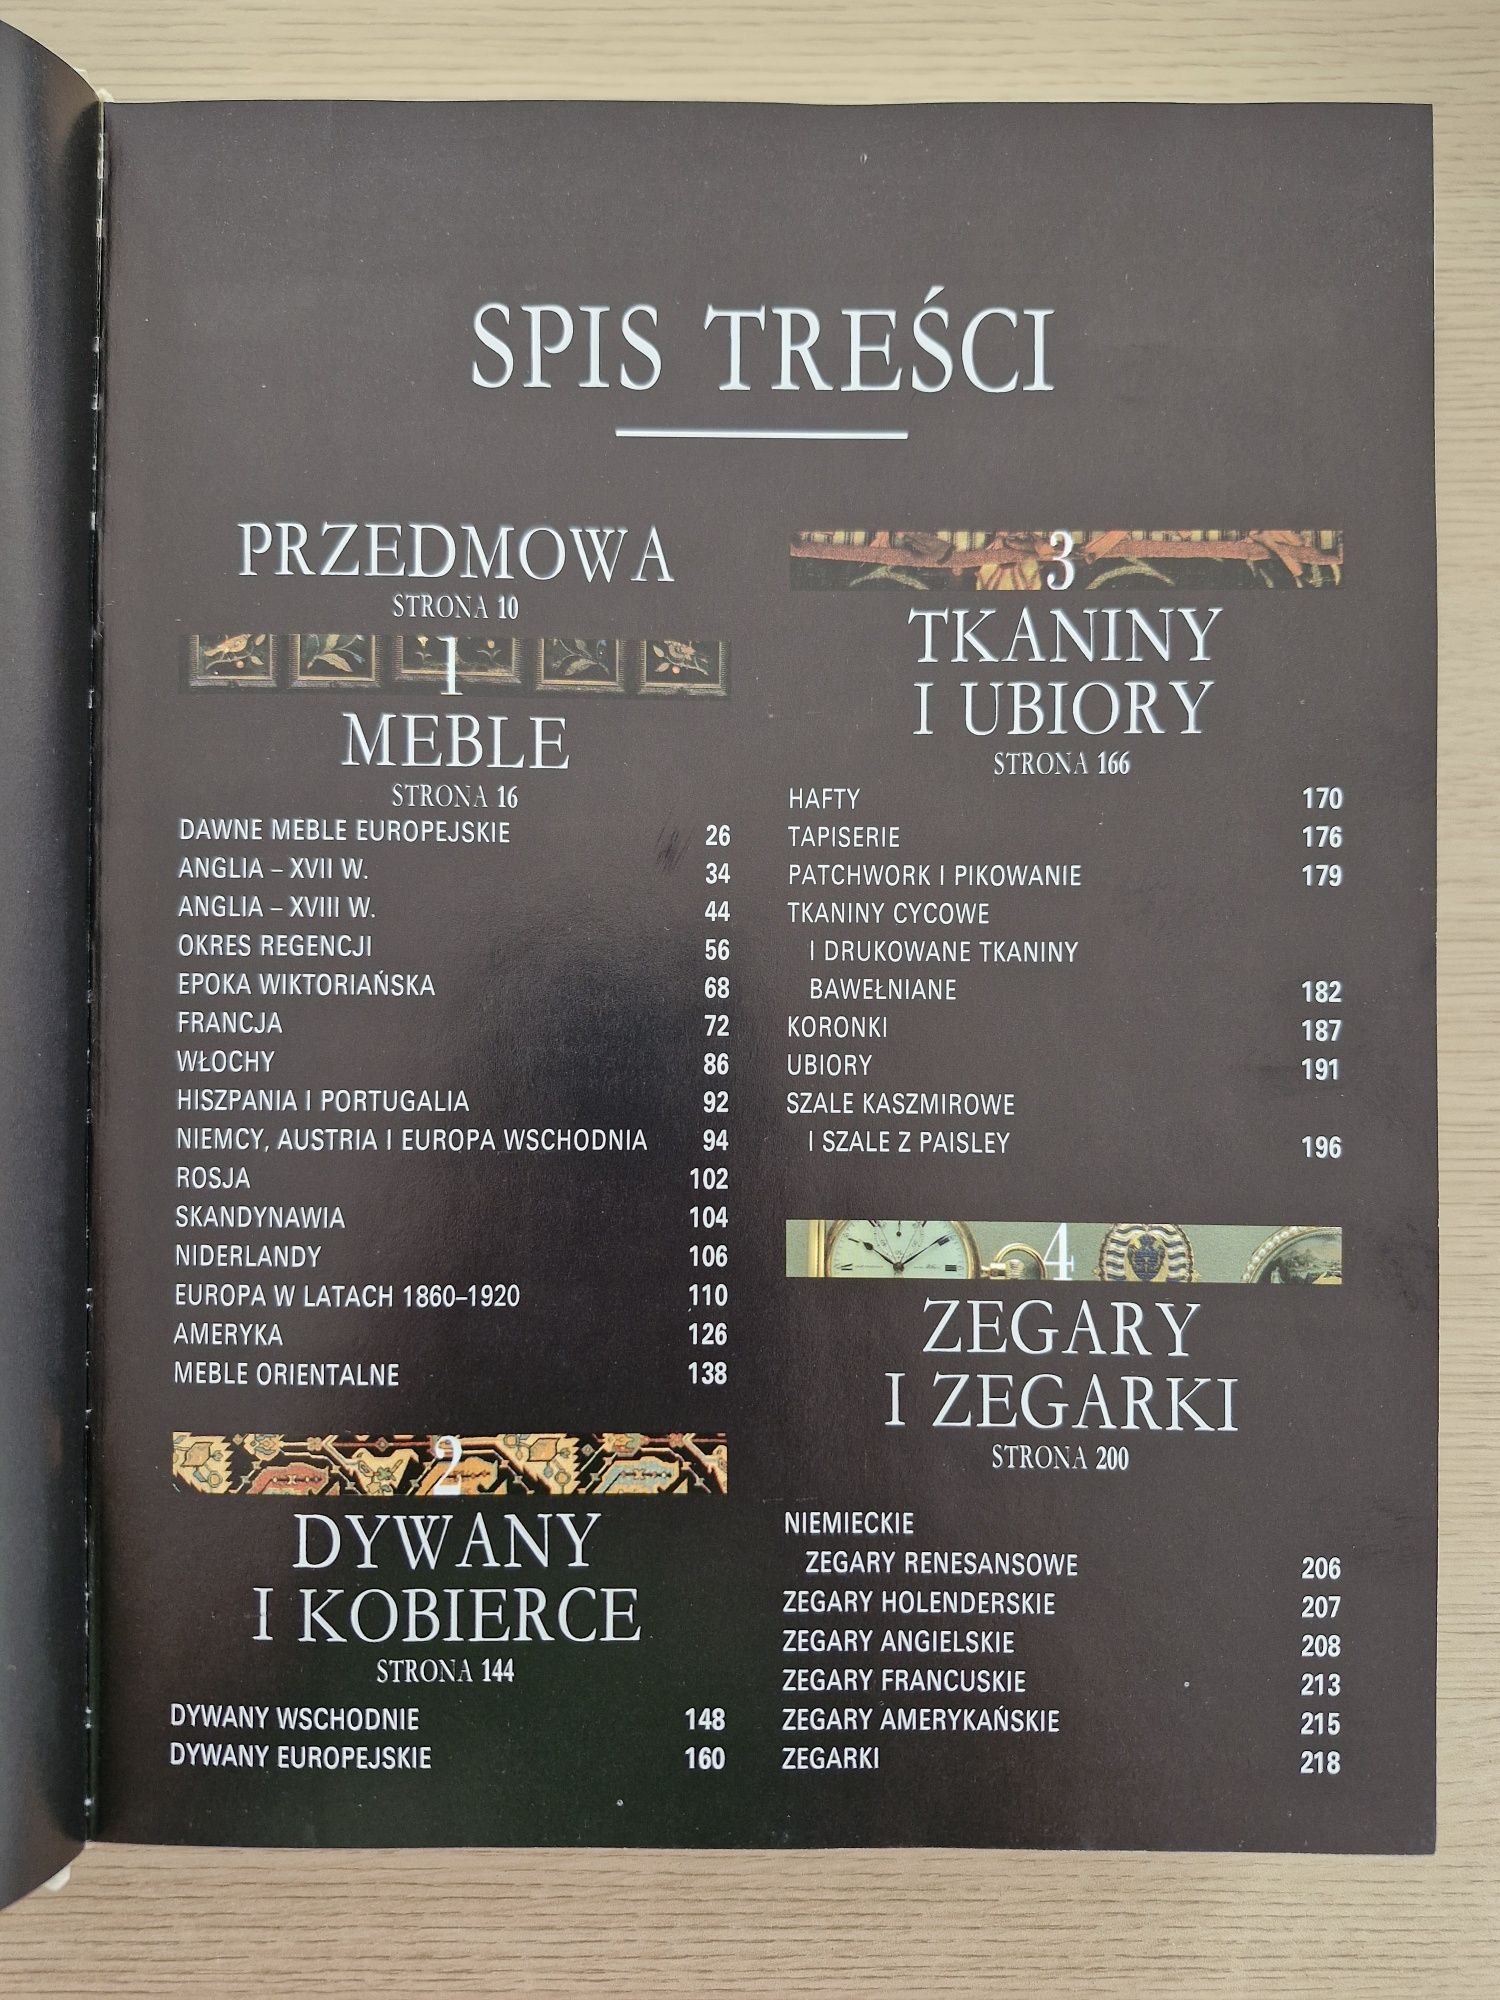 SPIS TREŚCI
PRZEDMOWA
STRONA 10
1
MEBLE
STRONA 16
DAWNE MEBLE EUROPEJSKIE 26
ANGLIA – XVII W. 34
ANGLIA – XVIII W. 44
OKRES REGENCJI 56
EPOKA WIKTORIAŃSKA 68
FRANCJA 72
WŁOCHY 86
HISZPANIA I PORTUGALIA 92
NIEMCY, AUSTRIA I EUROPA WSCHODNIA 94
ROSJA 102
SKANDYNAWIA 104
NIDERLANDY 106
EUROPA W LATACH 1860–1920 110
AMERYKA 126
MEBLE ORIENTALNE 138
2
DYWANY
I KOBIERCE
STRONA 144
DYWANY WSCHODNIE 148
DYWANY EUROPEJSKIE 160
3
TKANINY
I UBIORY
STRONA 166
HAFTY 170
TAPISERIE 176
PATCHWORK I PIKOWANIE 179
TKANINY CYCOWE
I DRUKOWANE TKANINY
BAWEŁNIANE 182
KORONKI 187
UBIORY 191
SZALE KASZMIROWE
I SZALE Z PAISLEY 196
4
ZEGARY
I ZEGARKI
STRONA 200
NIEMIECKIE
ZEGARY RENESANSOWE 206
ZEGARY HOLENDERSKIE 207
ZEGARY ANGIELSKIE 208
ZEGARY FRANCUSKIE 213
ZEGARY AMERYKAŃSKIE 215
ZEGARKI 218